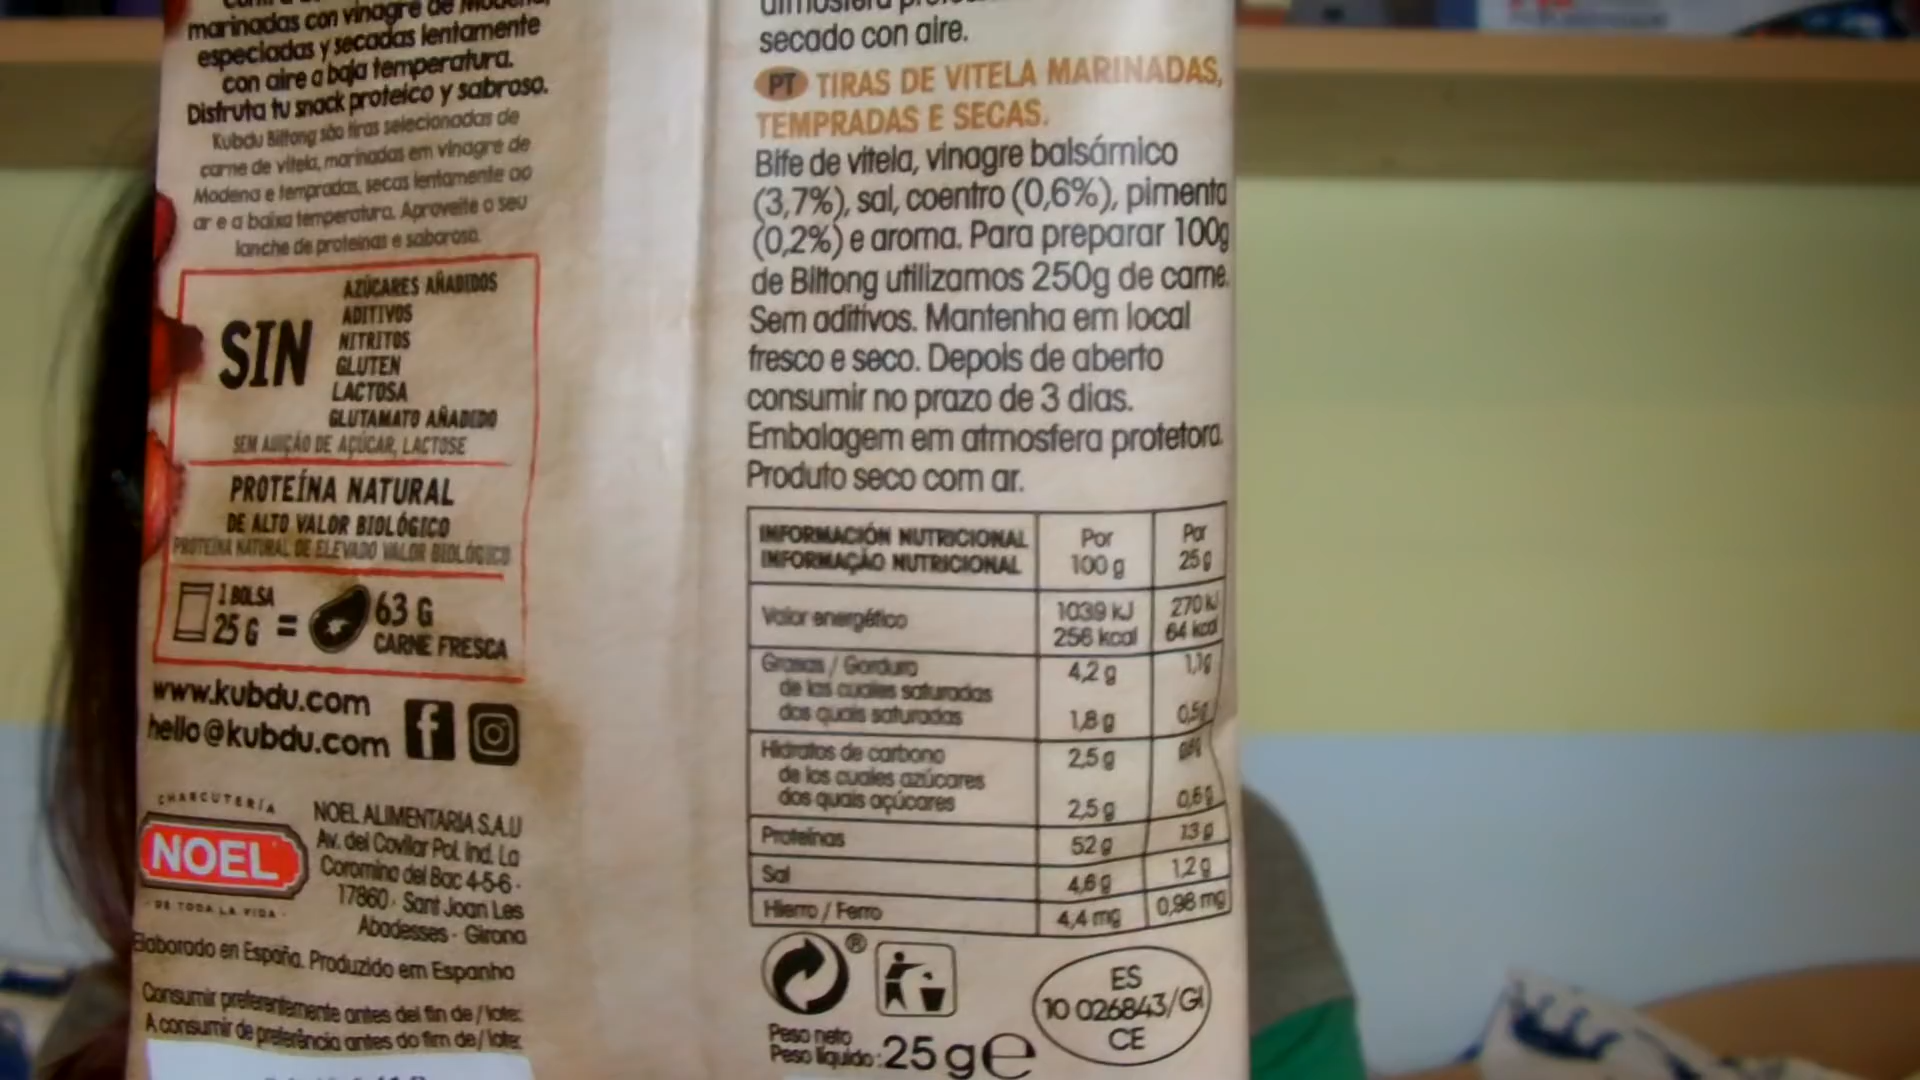 marinadas con vinagre de
especiadas y secadas lentamente
con aire a baja temperatura.
Disfruta tu snack proteico y sabroso.
Kubdu Biltong são tiras selecionadas de
carne de vitela, marinadas em vinagre de
Modena e tempradas, secas lentamente ao
ar e a baixa temperatura. Aproveite o seu
lanche de proteínas e saboroso.
SIN
AZÚCARES AÑADIDOS
ADITIVOS
NITRITOS
GLUTEN
LACTOSA
GLUTAMATO AÑADIDO
SEM ADIÇÃO DE AÇÚCAR, LACTOSE
PROTEÍNA NATURAL
DE ALTO VALOR BIOLÓGICO
PROTEÍNA NATURAL DE ELEVADO VALOR BIOLÓGICO
1 BOLSA
25 G = 63 G
CARNE FRESCA
www.kubdu.com
hello@kubdu.com
CHARCUTERÍA
NOEL
DE TODA LA VIDA
NOEL ALIMENTARIA S.A.U
Av. del Covilar Pol. Ind. La
Coromina del Bac 4-5-6 -
17860 - Sant Joan Les
Abadesses - Girona
Elaborado en España. Produzido em Espanha
Consumir preferentemente antes del fin de / lote:
A consumir de preferência antes do fim de / lote:
secado con aire.
PT TIRAS DE VITELA MARINADAS,
TEMPRADAS E SECAS.
Bife de vitela, vinagre balsámico
(3,7%), sal, coentro (0,6%), pimenta
(0,2%) e aroma. Para preparar 100g
de Biltong utilizamos 250g de carne.
Sem aditivos. Mantenha em local
fresco e seco. Depois de aberto
consumir no prazo de 3 dias.
Embalagem em atmosfera protetora.
Produto seco com ar.
INFORMACIÓN NUTRICIONAL Por Por
INFORMAÇÃO NUTRICIONAL 100 g 25 g
Valor energético 1039 kJ 270 kJ
256 kcal 64 kcal
Grasas / Gordura 4,2 g 1,1g
de las cuales saturadas
dos quais saturadas 1,8 g 0,5g
Hidratos de carbono 2,5 g
de los cuales azúcares
dos quais açúcares 2,5 g 0,6 g
Proteínas 52 g 13 g
Sal 4,6 g 1,2 g
Hierro / Ferro 4,4 mg 0,96 mg
®
ES
10 026843/GI
CE
Peso neto
Peso líquido: 25 g e